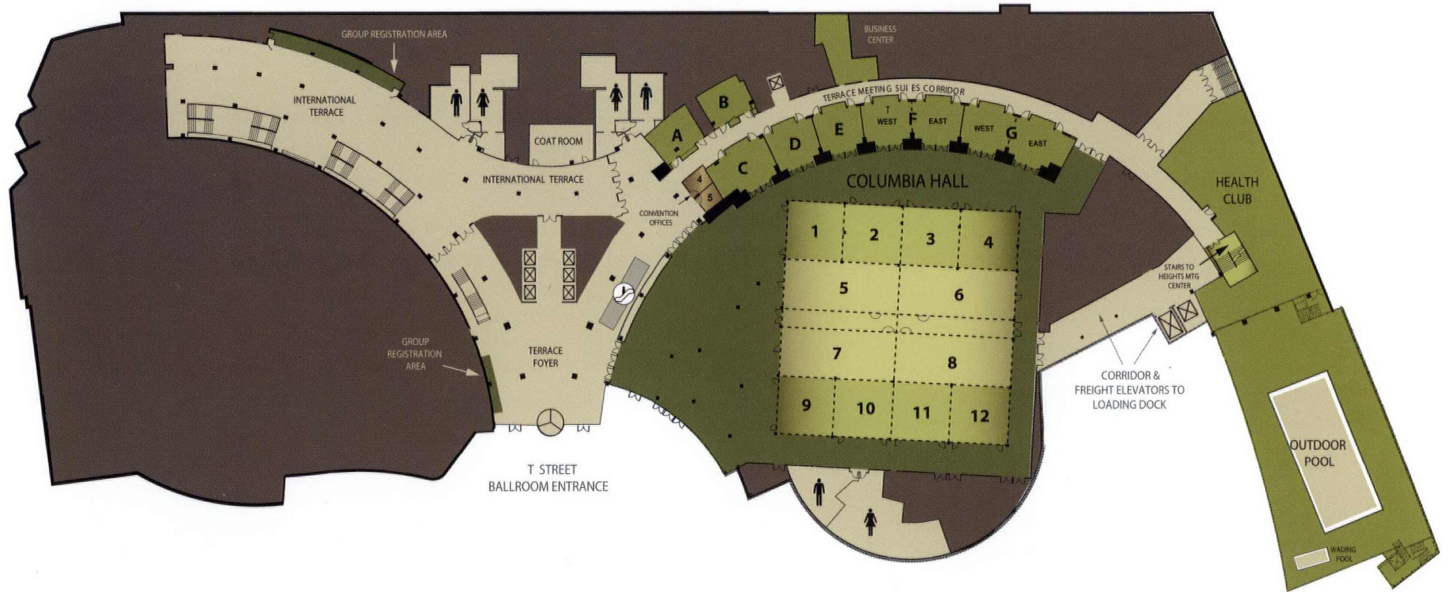 GROUP REGISTRATION AREA
BUSINESS
CENTER
INTERNATIONAL
TERRACE
TERRACE MEETING SUI ES CORRIDOR
A
B
C
D
E
T
WEST
F
EAST
WEST
G
EAST
COAT ROOM
INTERNATIONAL TERRACE
4
5
CONVENTION
OFFICES
COLUMBIA HALL
HEALTH
CLUB
1
2
3
4
5
6
7
8
9
10
11
12
STAIRS TO
HEIGHTS MTG
CENTER
GROUP
REGISTRATION
AREA
TERRACE
FOYER
CORRIDOR &
FREIGHT ELEVATORS TO
LOADING DOCK
T STREET
BALLROOM ENTRANCE
OUTDOOR
POOL
WADING
POOL